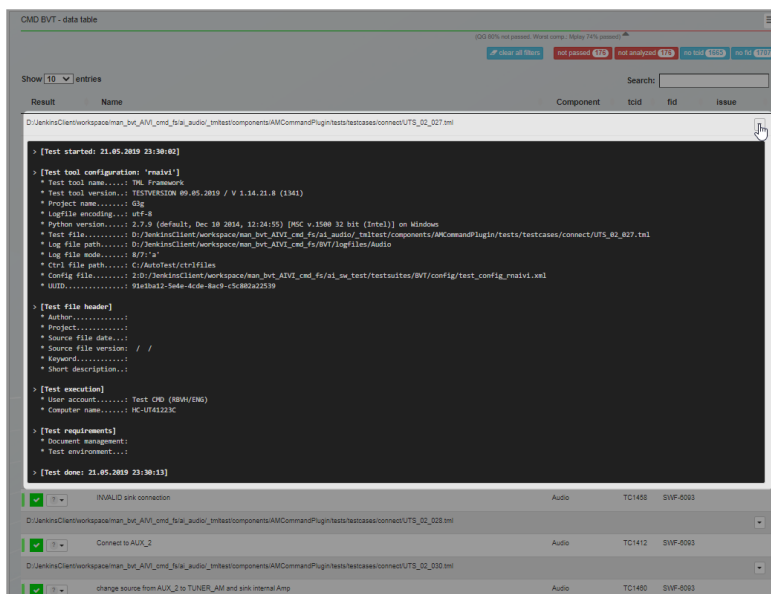 CMD BVT - data table
(QG 80% not passed, Worst comp.: Mplay 74% passed)
clear all filters not passed 176 not analyzed 176 no tcid 1665 no fid 1707
Show 10 entries
Search:
Result Name Component tcid fid issue
D:/JenkinsClient/workspace/man_bvt_AIVI_cmd_fs/ai_audio/_tmltest/components/AMCommandPlugin/tests/testcases/connect/UTS_02_027.tml
> [Test started: 21.05.2019 23:30:02]
> [Test tool configuration: 'rnaivi']
* Test tool name.....: TML Framework
* Test tool version..: TESTVERSION 09.05.2019 / V 1.14.21.8 (1341)
* Project name.......: G3g
* Logfile encoding...: utf-8
* Python version.....: 2.7.9 (default, Dec 10 2014, 12:24:55) [MSC v.1500 32 bit (Intel)] on Windows
* Test file..........: D:/JenkinsClient/workspace/man_bvt_AIVI_cmd_fs/ai_audio/_tmltest/components/AMCommandPlugin/tests/testcases/connect/UTS_02_027.tml
* Log file path......: D:/JenkinsClient/workspace/man_bvt_AIVI_cmd_fs/BVT/logfiles/Audio
* Log file mode......: 8/7:'a'
* Ctrl file path.....: C:/AutoTest/ctrlfiles
* Config file........: 2:D:/JenkinsClient/workspace/man_bvt_AIVI_cmd_fs/ai_sw_test/testsuites/BVT/config/test_config_rnaivi.xml
* UUID...............: 91e1ba12-5e4e-4cde-8ac9-c5c802a22539
> [Test file header]
* Author.............:
* Project............:
* Source file date...:
* Source file version: / /
* Keyword............:
* Short description..:
> [Test execution]
* User account.......: Test CMD (RBVH/ENG)
* Computer name......: HC-UT41223C
> [Test requirements]
* Document management:
* Test environment...:
> [Test done: 21.05.2019 23:30:13]
? INVALID sink connection Audio TC1468 SWF-6093
D:/JenkinsClient/workspace/man_bvt_AIVI_cmd_fs/ai_audio/_tmltest/components/AMCommandPlugin/tests/testcases/connect/UTS_02_028.tml
? Connect to AUX_2 Audio TC1412 SWF-6093
D:/JenkinsClient/workspace/man_bvt_AIVI_cmd_fs/ai_audio/_tmltest/components/AMCommandPlugin/tests/testcases/connect/UTS_02_030.tml
? change source from AUX_2 to TUNER_AM and sink internal Amp Audio TC1460 SWF-6093